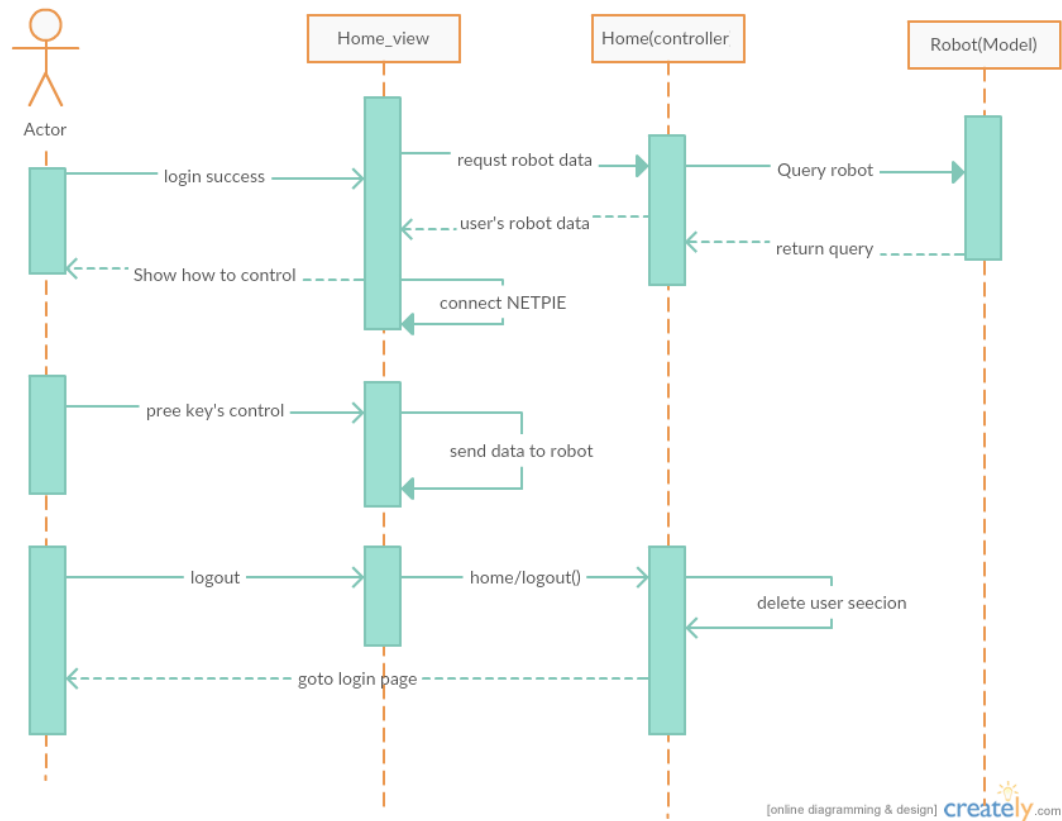 Home_view
Home(controller
Robot(Model)
Actor
login success
requst robot data
Query robot
user's robot data
return query
Show how to control
connect NETPIE
pree key's control
send data to robot
logout
home/logout()
delete user seecion
goto login page
[online diagramming & design] creately.com